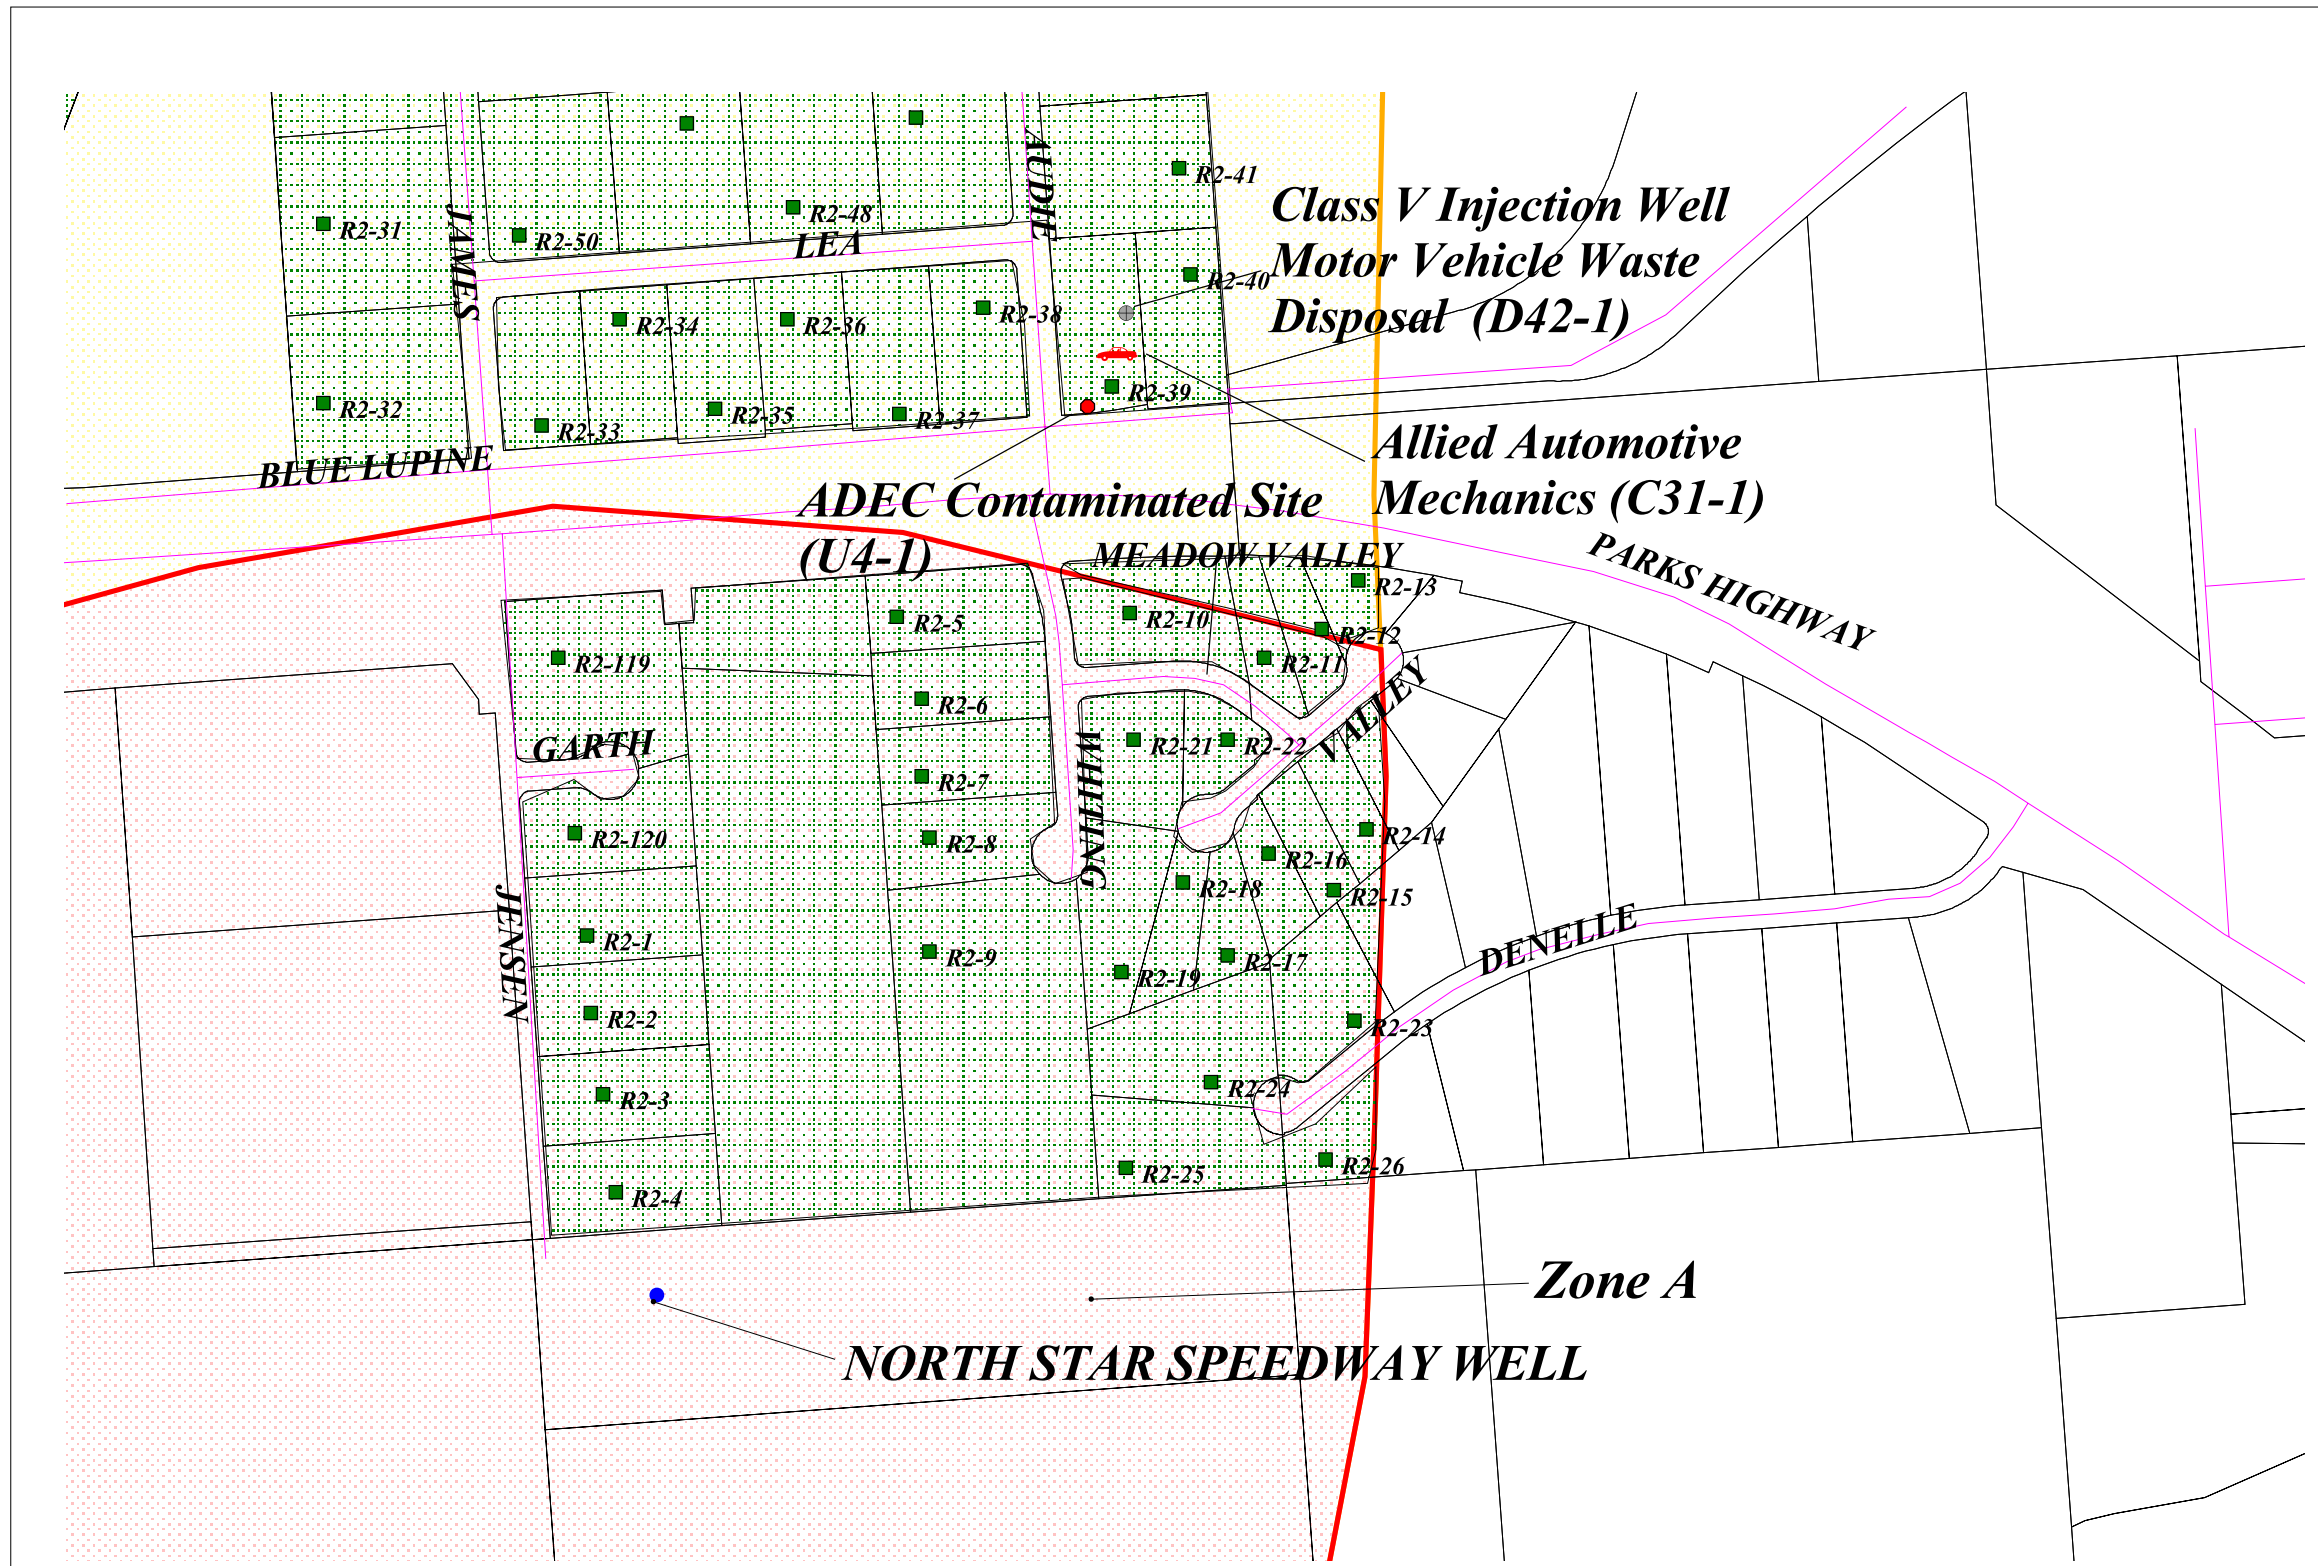 R2-41
AUDIE
Class V Injection Well
Motor Vehicle Waste
Disposal (D42-1)
R2-31
JAMES
R2-50
R2-48
LEA
R2-40
R2-34
R2-36
R2-38
R2-39
R2-32
R2-33
R2-35
R2-37
BLUE LUPINE
Allied Automotive
Mechanics (C31-1)
ADEC Contaminated Site
(U4-1)
MEADOW VALLEY
PARKS HIGHWAY
R2-13
R2-5
R2-10
R2-12
R2-119
R2-11
R2-6
VALLEY
GARTH
WHITING
R2-21
R2-22
R2-7
R2-120
R2-8
R2-14
R2-16
R2-18
R2-15
JENSEN
R2-1
R2-9
R2-19
R2-17
DENELLE
R2-2
R2-23
R2-3
R2-24
R2-4
R2-25
R2-26
Zone A
NORTH STAR SPEEDWAY WELL